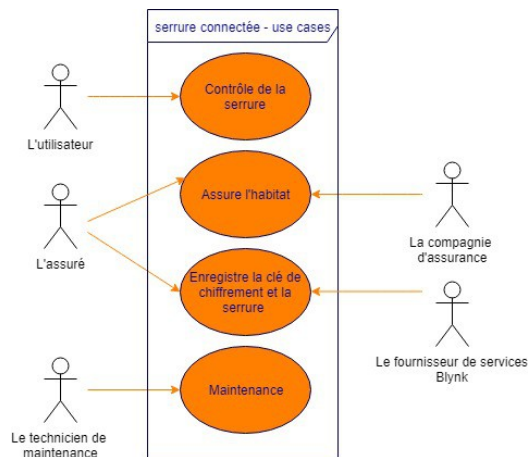 serrure connectée - use cases
Contrôle de la
serrure
L'utilisateur
Assure l'habitat
L'assuré
La compagnie
d'assurance
Enregistre la clé de
chiffrement et la
serrure
Le fournisseur de services
Blynk
Maintenance
Le technicien de
maintenance